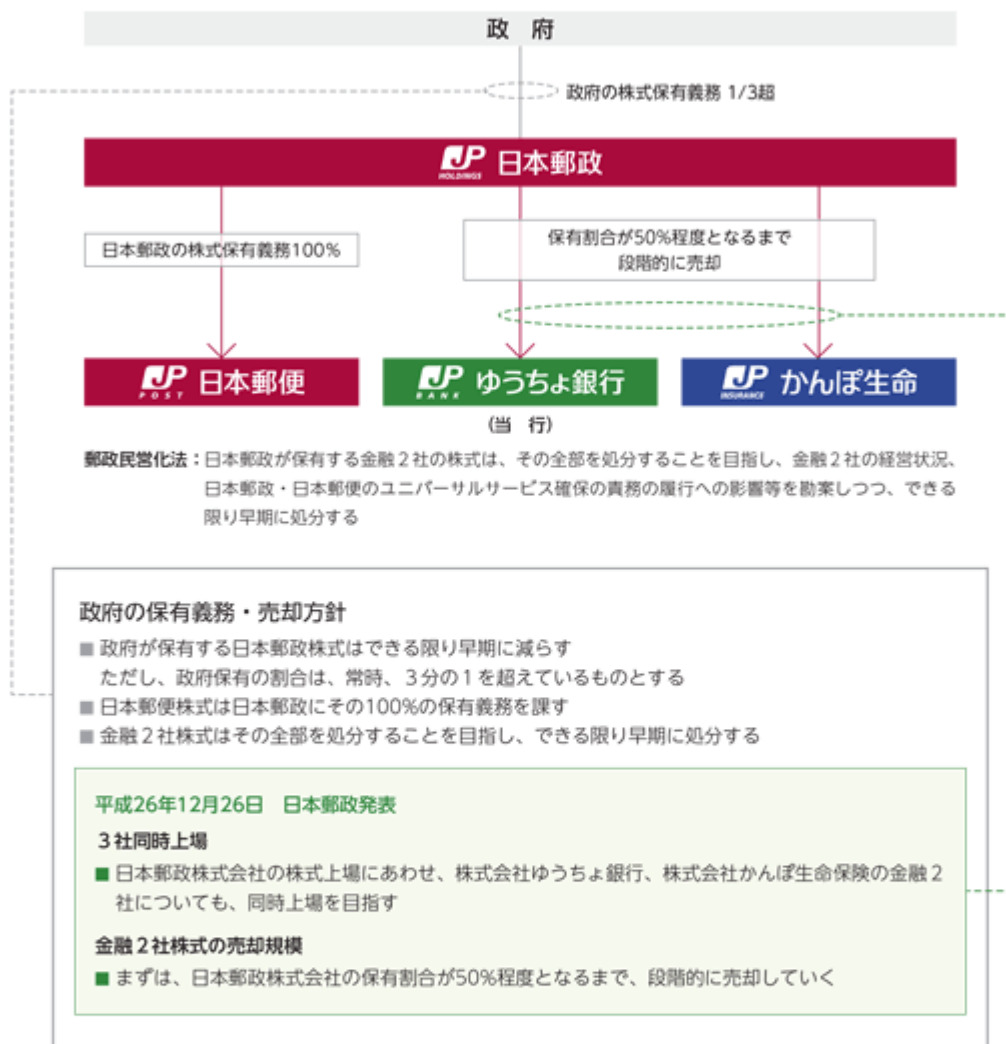 政 府
政府の株式保有義務 1/3超
JP HOLDINGS 日本郵政
日本郵政の株式保有義務100%
保有割合が50%程度となるまで
段階的に売却
JP POST 日本郵便
JP BANK ゆうちょ銀行
JP INSURANCE かんぽ生命
(当 行)
郵政民営化法：日本郵政が保有する金融2社の株式は、その全部を処分することを目指し、金融2社の経営状況、
日本郵政・日本郵便のユニバーサルサービス確保の責務の履行への影響等を勘案しつつ、できる
限り早期に処分する
政府の保有義務・売却方針
■ 政府が保有する日本郵政株式はできる限り早期に減らす
ただし、政府保有の割合は、常時、3分の1を超えているものとする
■ 日本郵便株式は日本郵政にその100%の保有義務を課す
■ 金融2社株式はその全部を処分することを目指し、できる限り早期に処分する
平成26年12月26日 日本郵政発表
3社同時上場
■ 日本郵政株式会社の株式上場にあわせ、株式会社ゆうちょ銀行、株式会社かんぽ生命保険の金融2
社についても、同時上場を目指す
金融2社株式の売却規模
■ まずは、日本郵政株式会社の保有割合が50%程度となるまで、段階的に売却していく